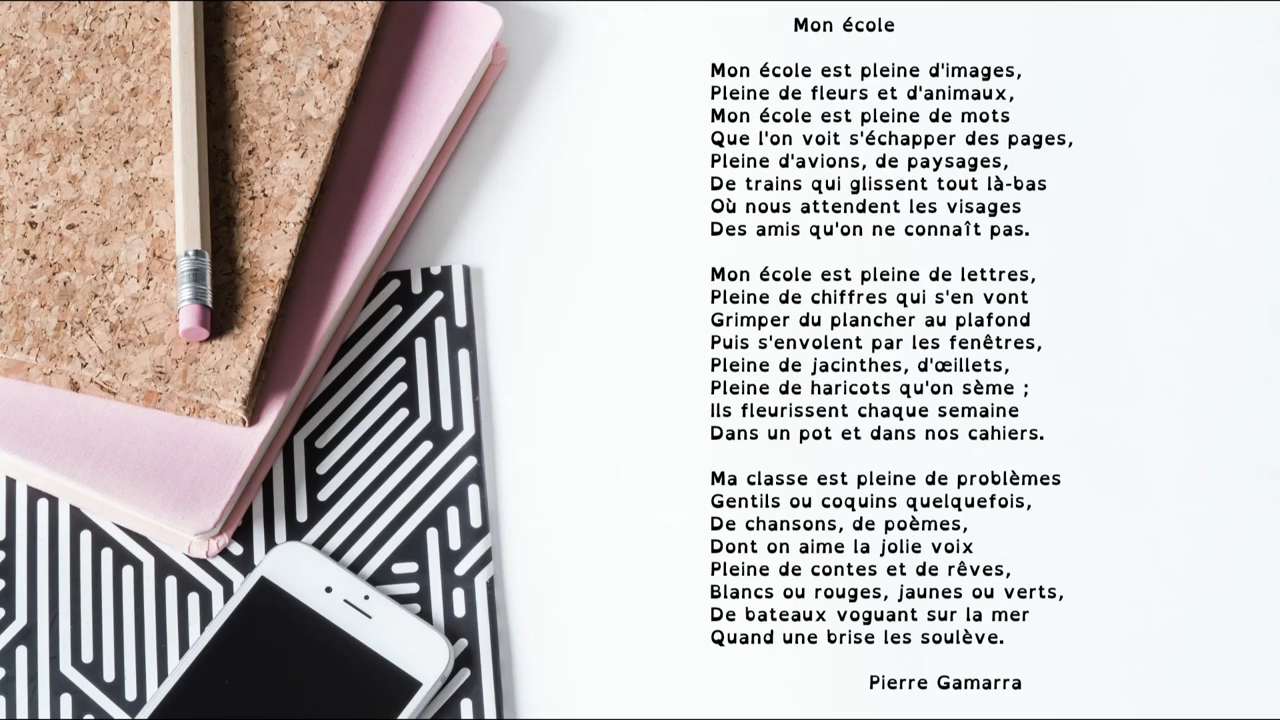 Mon école
Mon école est pleine d'images,
Pleine de fleurs et d'animaux,
Mon école est pleine de mots
Que l'on voit s'échapper des pages,
Pleine d'avions, de paysages,
De trains qui glissent tout là-bas
Où nous attendent les visages
Des amis qu'on ne connaît pas.
Mon école est pleine de lettres,
Pleine de chiffres qui s'en vont
Grimper du plancher au plafond
Puis s'envolent par les fenêtres,
Pleine de jacinthes, d'œillets,
Pleine de haricots qu'on sème ;
Ils fleurissent chaque semaine
Dans un pot et dans nos cahiers.
Ma classe est pleine de problèmes
Gentils ou coquins quelquefois,
De chansons, de poèmes,
Dont on aime la jolie voix
Pleine de contes et de rêves,
Blancs ou rouges, jaunes ou verts,
De bateaux voguant sur la mer
Quand une brise les soulève.
Pierre Gamarra